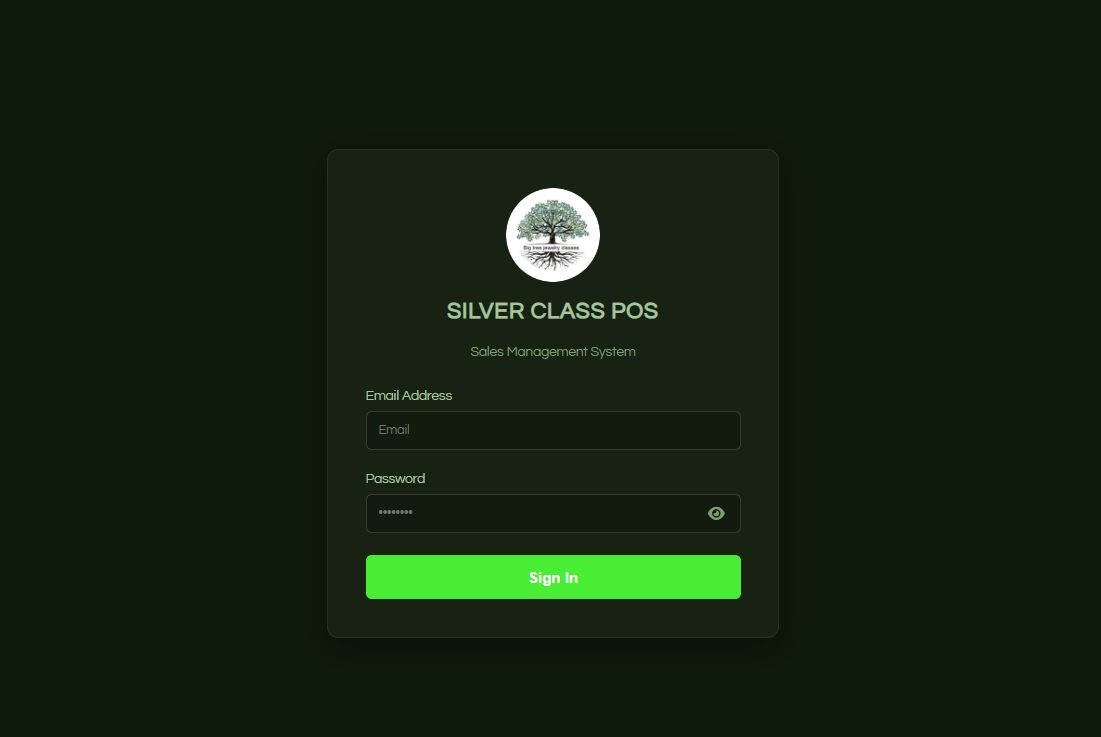 Big tree jewelry classes
SILVER CLASS POS
Sales Management System
Email Address
Email
Password
••••••••
Sign In